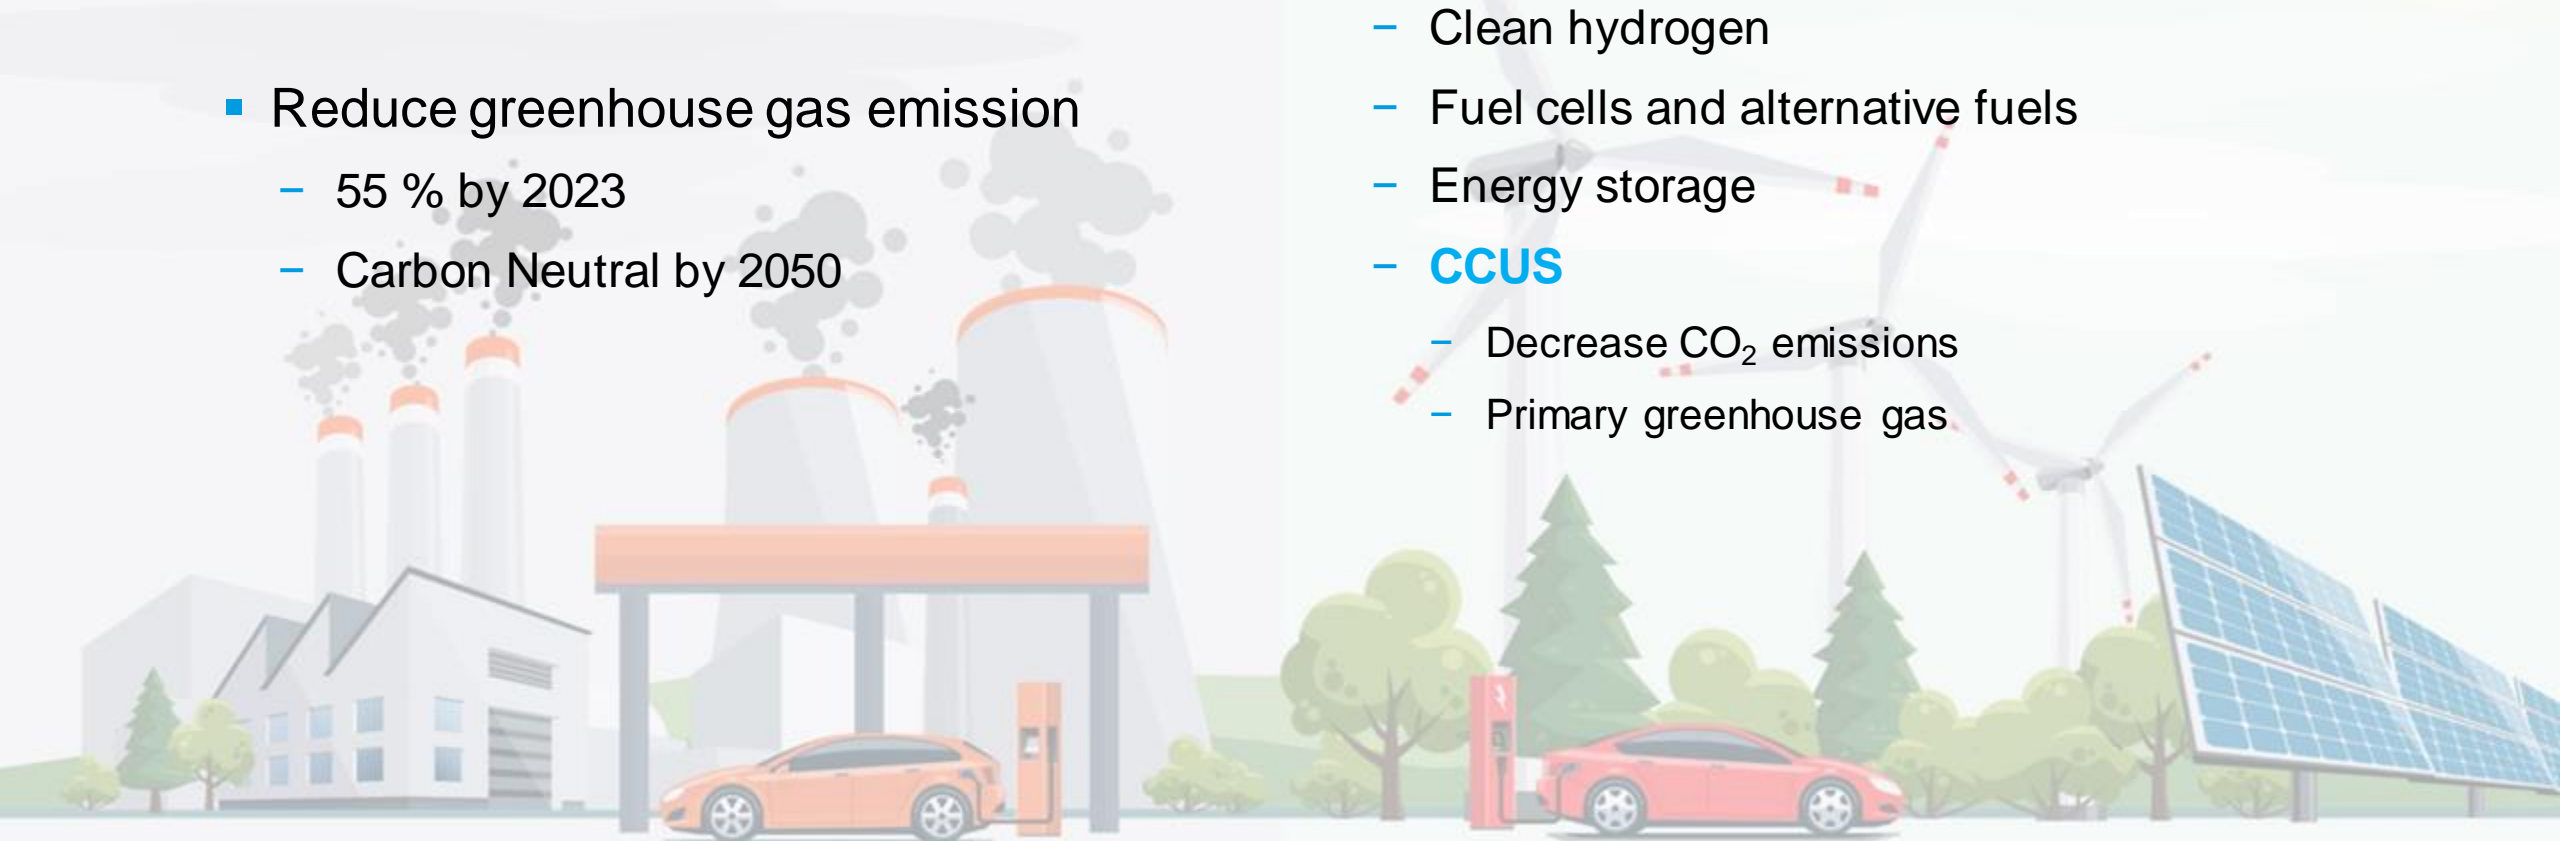 ▪ Reduce greenhouse gas emission
− 55 % by 2023
− Carbon Neutral by 2050
− Clean hydrogen
− Fuel cells and alternative fuels
− Energy storage
− CCUS
− Decrease CO₂ emissions
− Primary greenhouse gas